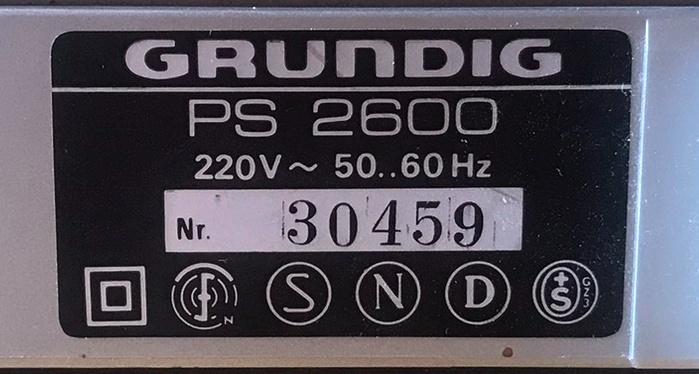 GRUNDIG
PS 2600
220V ~ 50..60 Hz
Nr. 30459
N S N D +S